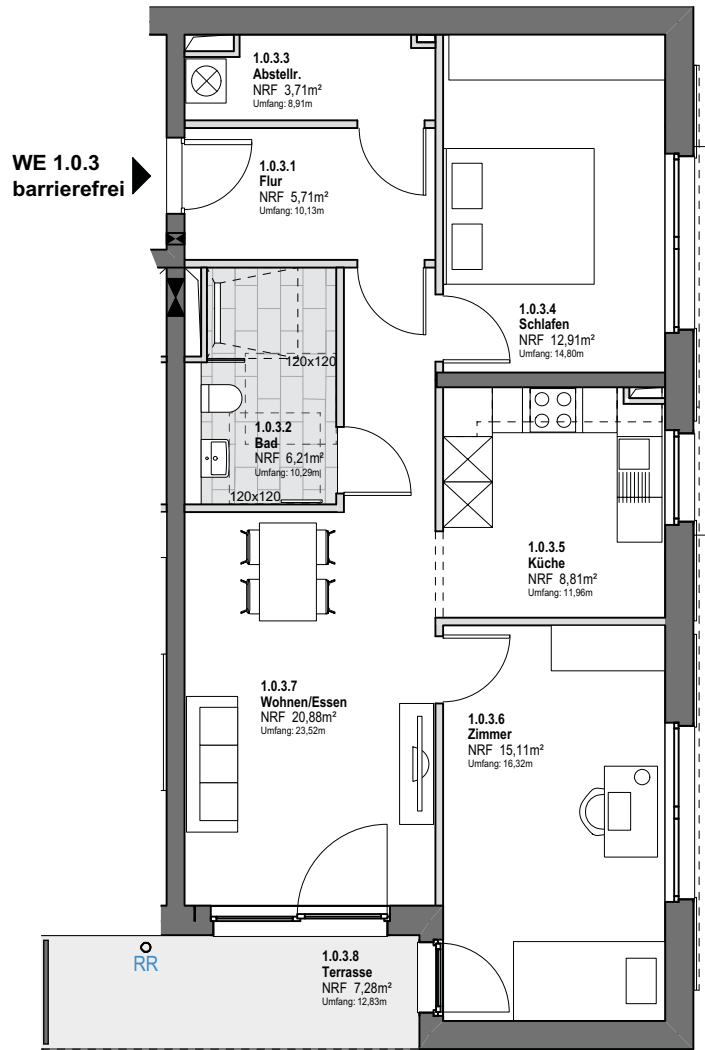 1.0.3.3
Abstellr.
NRF 3,71m²
Umfang: 8,91m
WE 1.0.3
barrierefrei
1.0.3.1
Flur
NRF 5,71m²
Umfang: 10,13m
1.0.3.4
Schlafen
NRF 12,91m²
Umfang: 14,80m
120x120
1.0.3.2
Bad
NRF 6,21m²
Umfang: 10,29m
120x120
1.0.3.5
Küche
NRF 8,81m²
Umfang: 11,96m
1.0.3.7
Wohnen/Essen
NRF 20,88m²
Umfang: 23,52m
1.0.3.6
Zimmer
NRF 15,11m²
Umfang: 16,32m
RR
1.0.3.8
Terrasse
NRF 7,28m²
Umfang: 12,83m